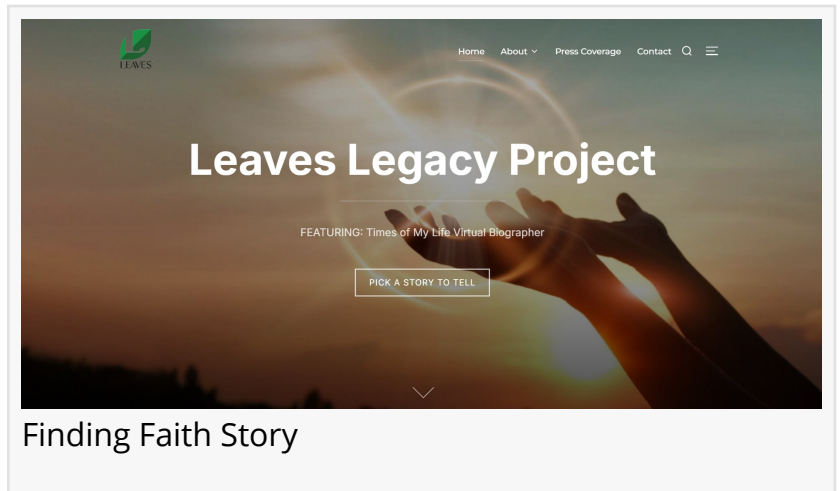 LEAVES
Home About Press Coverage Contact
Leaves Legacy Project
FEATURING: Times of My Life Virtual Biographer
PICK A STORY TO TELL
Finding Faith Story